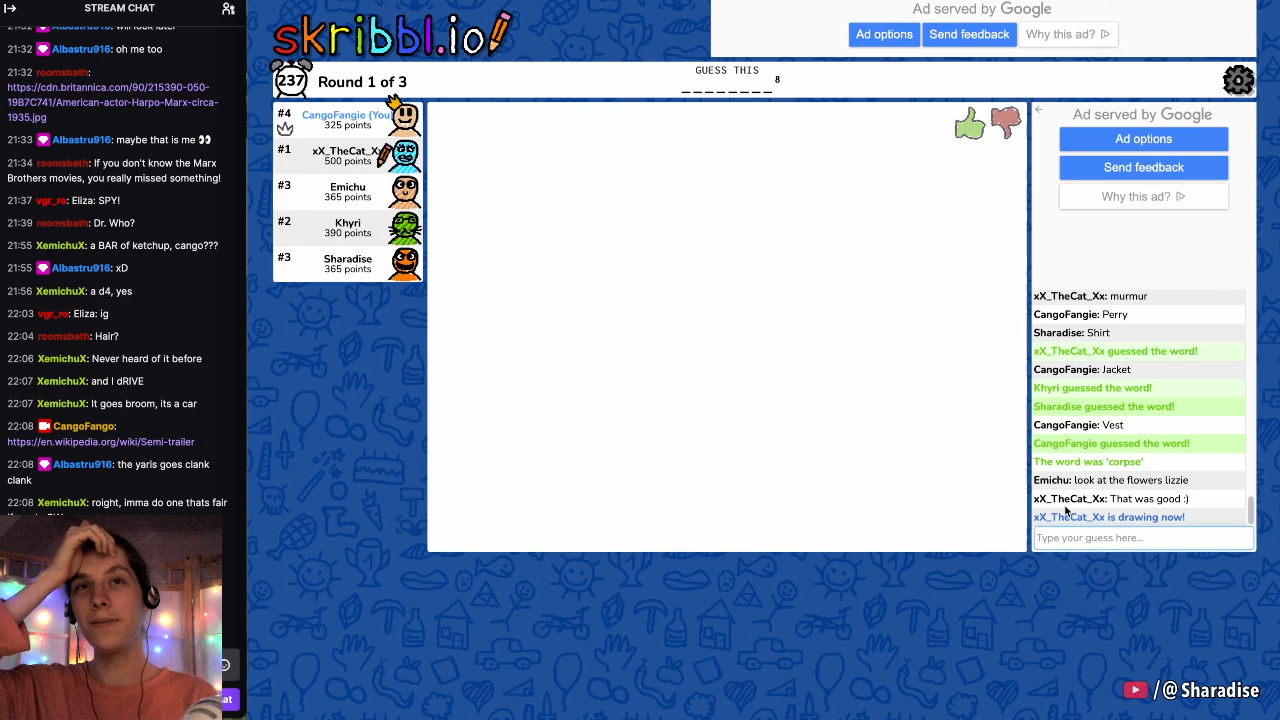 STREAM CHAT
21:32 Albastru916: oh me too
21:32 roomsbath:
https://cdn.britannica.com/90/215390-050-
1987C741/American-actor-Harpo-Marx-circa-
1935.jpg
21:33 Albastru916: maybe that is me 👀
21:34 roomsbath: If you don't know the Marx
Brothers movies, you really missed something!
21:37 vgr_ro: Eliza: SPY!
21:39 roomsbath: Dr. Who?
21:55 XemichuX: a BAR of ketchup, cango???
21:55 Albastru916: xD
21:56 XemichuX: a d4, yes
22:03 vgr_ro: Eliza: ig
22:04 roomsbath: Hair?
22:06 XemichuX: Never heard of it before
22:07 XemichuX: and I dRIVE
22:07 XemichuX: It goes broom, its a car
22:08 CangoFango:
https://en.wikipedia.org/wiki/Semi-trailer
22:08 Albastru916: the yaris goes clank
clank
22:08 XemichuX: roight, imma do one thats fair
skribbl.io
Ad served by Google
Ad options
Send feedback
Why this ad?
237
Round 1 of 3
GUESS THIS
________ 8
#4 CangoFangie (You)
325 points
#1 xX_TheCat_Xx
500 points
#3 Emichu
365 points
#2 Khyri
390 points
#3 Sharadise
365 points
Ad served by Google
Ad options
Send feedback
Why this ad?
xX_TheCat_Xx: murmur
CangoFangie: Perry
Sharadise: Shirt
xX_TheCat_Xx guessed the word!
CangoFangie: Jacket
Khyri guessed the word!
Sharadise guessed the word!
CangoFangie: Vest
CangoFangie guessed the word!
The word was 'corpse'
Emichu: look at the flowers lizzie
xX_TheCat_Xx: That was good :)
xX_TheCat_Xx is drawing now!
Type your guess here...
/@Sharadise